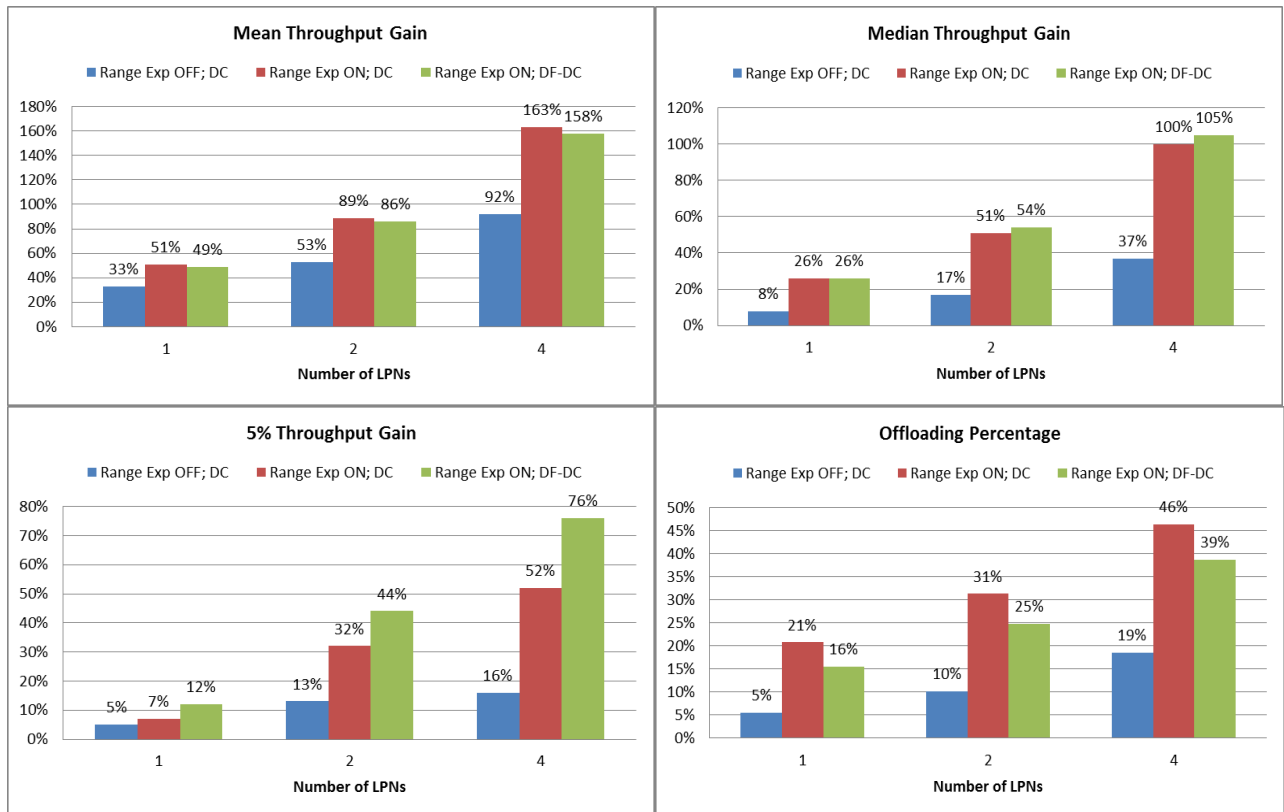 Mean Throughput Gain
Range Exp OFF; DC Range Exp ON; DC Range Exp ON; DF-DC
180%
160%
140%
120%
100%
80%
60%
40%
20%
0%
33% 51% 49%
53% 89% 86%
92% 163% 158%
1 2 4
Number of LPNs
Median Throughput Gain
Range Exp OFF; DC Range Exp ON; DC Range Exp ON; DF-DC
120%
100%
80%
60%
40%
20%
0%
8% 26% 26%
17% 51% 54%
37% 100% 105%
1 2 4
Number of LPNs
5% Throughput Gain
Range Exp OFF; DC Range Exp ON; DC Range Exp ON; DF-DC
80%
70%
60%
50%
40%
30%
20%
10%
0%
5% 7% 12%
13% 32% 44%
16% 52% 76%
1 2 4
Number of LPNs
Offloading Percentage
Range Exp OFF; DC Range Exp ON; DC Range Exp ON; DF-DC
50%
45%
40%
35%
30%
25%
20%
15%
10%
5%
0%
5% 21% 16%
10% 31% 25%
19% 46% 39%
1 2 4
Number of LPNs